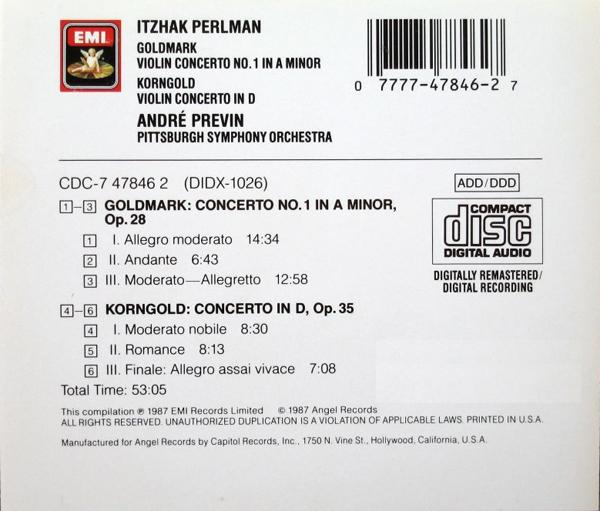 EMI
ITZHAK PERLMAN
GOLDMARK
VIOLIN CONCERTO NO.1 IN A MINOR
KORNGOLD
VIOLIN CONCERTO IN D
ANDRÉ PREVIN
PITTSBURGH SYMPHONY ORCHESTRA
0 7777-47846-2 7
CDC-7 47846 2 (DIDX-1026)
ADD/DDD
1–3 GOLDMARK: CONCERTO NO.1 IN A MINOR,
Op. 28
1 I. Allegro moderato 14:34
2 II. Andante 6:43
3 III. Moderato—Allegretto 12:58
COMPACT
disc
DIGITAL AUDIO
DIGITALLY REMASTERED/
DIGITAL RECORDING
4–6 KORNGOLD: CONCERTO IN D, Op. 35
4 I. Moderato nobile 8:30
5 II. Romance 8:13
6 III. Finale: Allegro assai vivace 7:08
Total Time: 53:05
This compilation ℗ 1987 EMI Records Limited © 1987 Angel Records
ALL RIGHTS RESERVED. UNAUTHORIZED DUPLICATION IS A VIOLATION OF APPLICABLE LAWS. PRINTED IN U.S.A.
Manufactured for Angel Records by Capitol Records, Inc., 1750 N. Vine St., Hollywood, California, U.S.A.